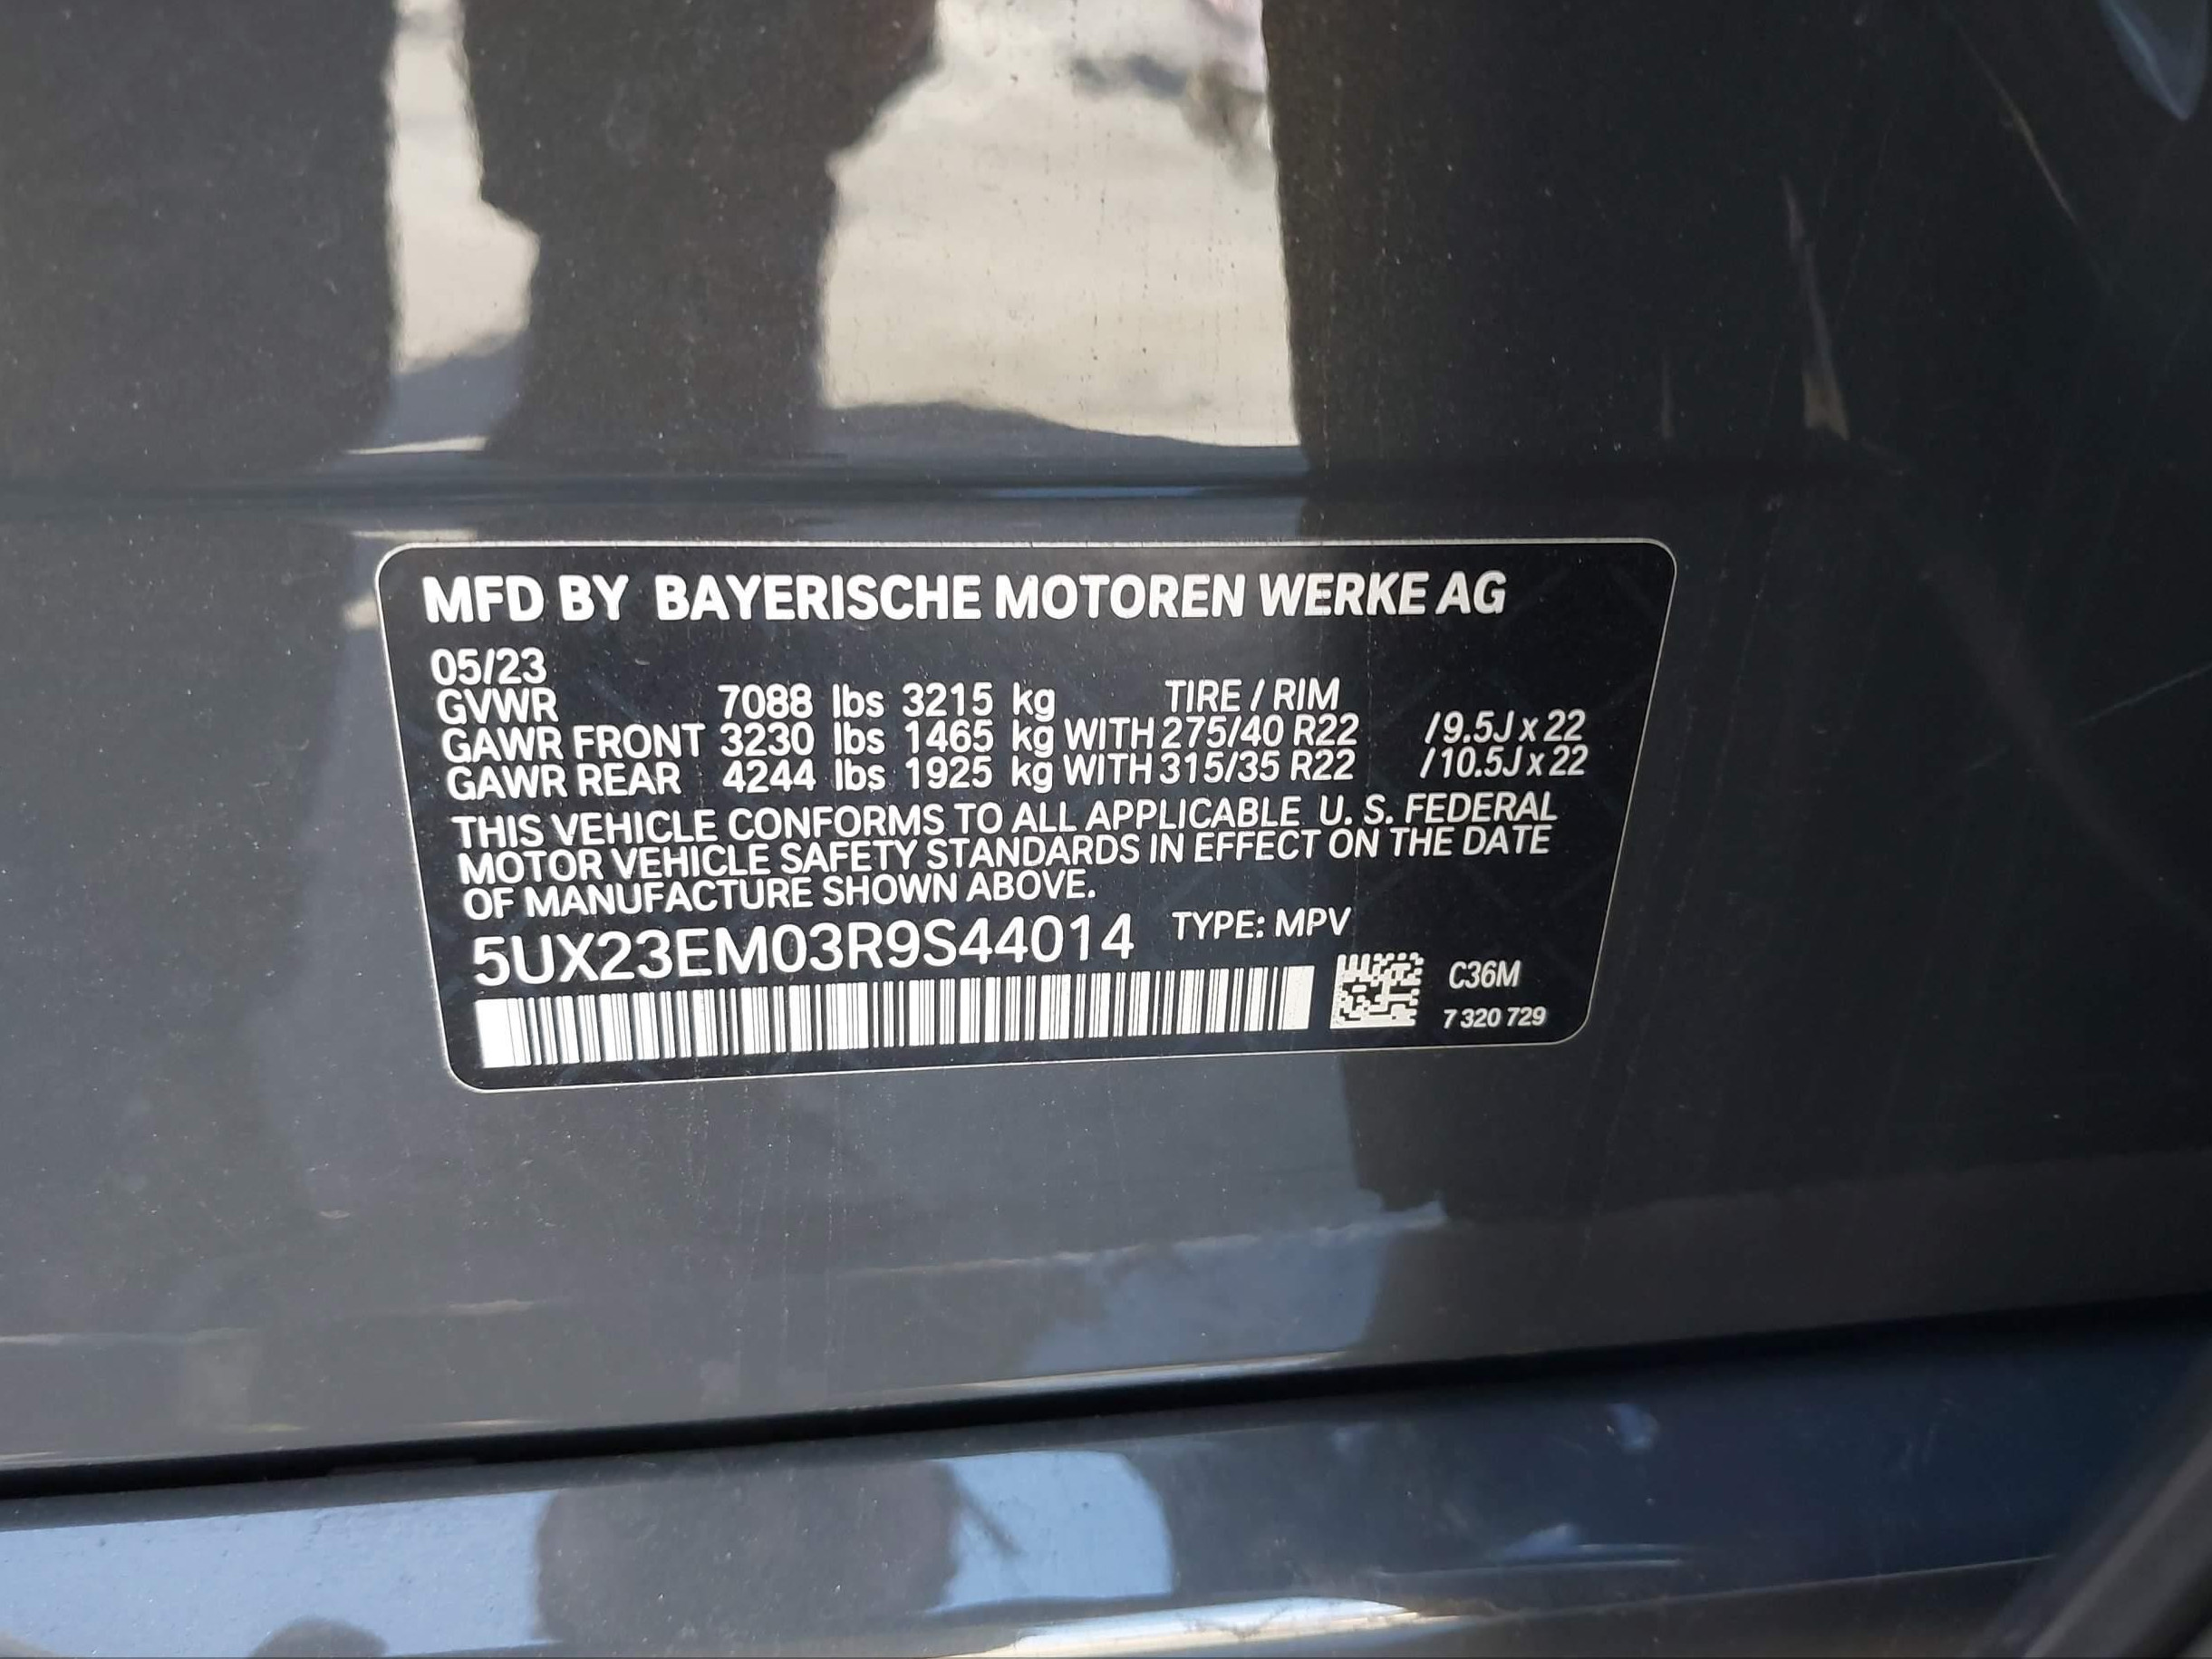 MFD BY BAYERISCHE MOTOREN WERKE AG
05/23
GVWR 7088 lbs 3215 kg TIRE / RIM
GAWR FRONT 3230 lbs 1465 kg WITH 275/40 R22 /9.5J x 22
GAWR REAR 4244 lbs 1925 kg WITH 315/35 R22 /10.5J x 22
THIS VEHICLE CONFORMS TO ALL APPLICABLE U. S. FEDERAL
MOTOR VEHICLE SAFETY STANDARDS IN EFFECT ON THE DATE
OF MANUFACTURE SHOWN ABOVE.
5UX23EM03R9S44014 TYPE: MPV
C36M
7 320 729